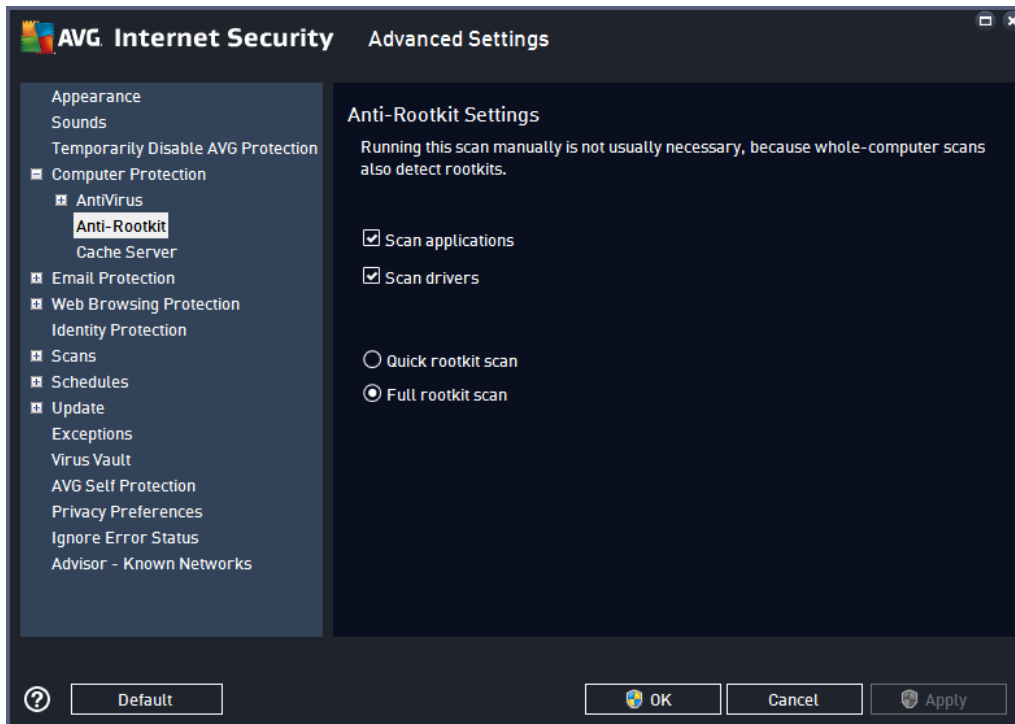 AVG Internet Security Advanced Settings
Appearance
Sounds
Temporarily Disable AVG Protection
Computer Protection
AntiVirus
Anti-Rootkit
Cache Server
Email Protection
Web Browsing Protection
Identity Protection
Scans
Schedules
Update
Exceptions
Virus Vault
AVG Self Protection
Privacy Preferences
Ignore Error Status
Advisor - Known Networks
Anti-Rootkit Settings
Running this scan manually is not usually necessary, because whole-computer scans
also detect rootkits.
Scan applications
Scan drivers
Quick rootkit scan
Full rootkit scan
? Default OK Cancel Apply